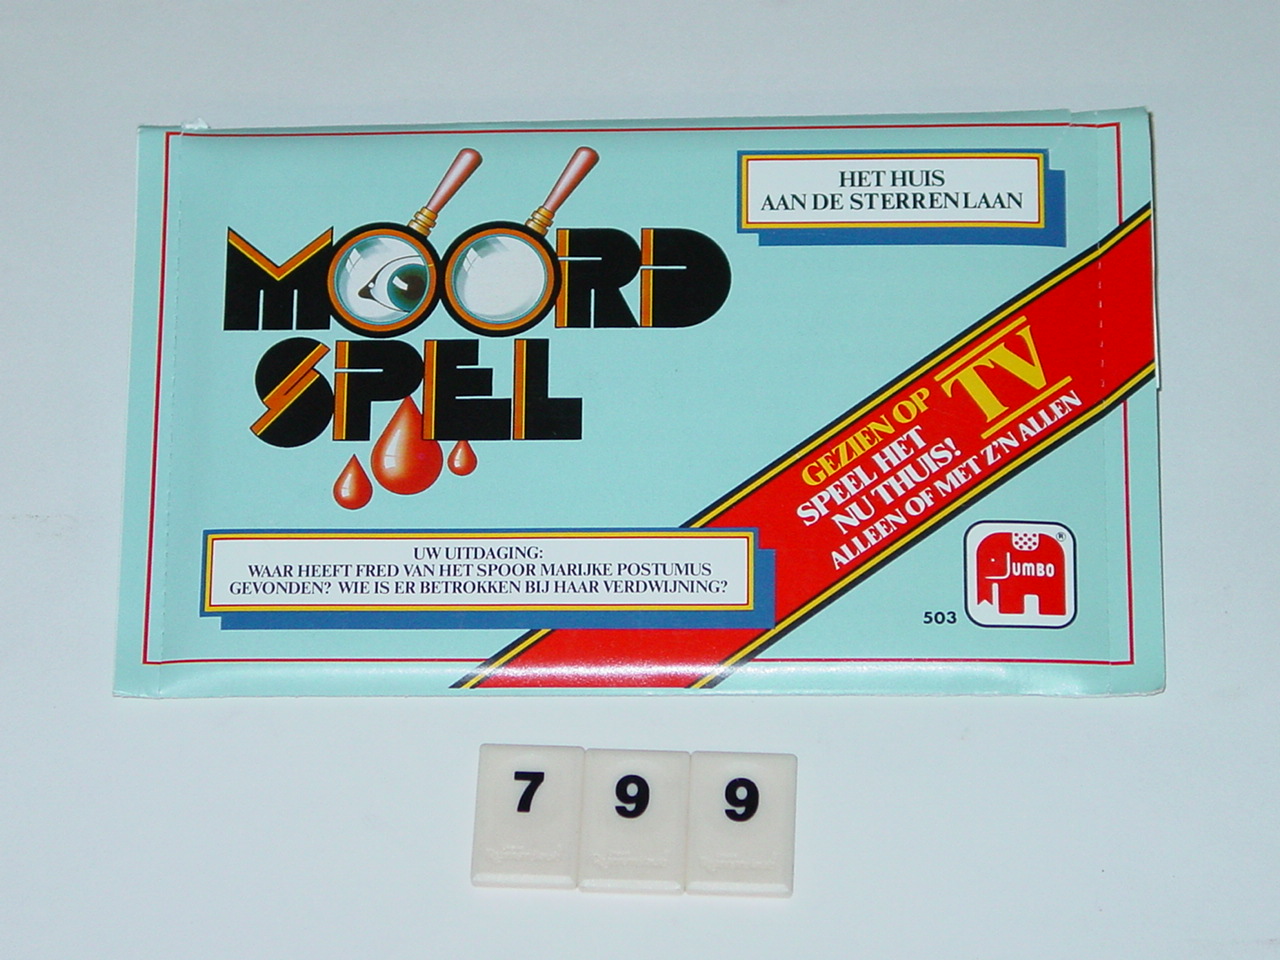 HET HUIS
AAN DE STERRENLAAN
MOORD
SPEL
GEZIEN OP TV
SPEEL HET
NU THUIS!
ALLEEN OF MET Z'N ALLEN
UW UITDAGING:
WAAR HEEFT FRED VAN HET SPOOR MARIJKE POSTUMUS
GEVONDEN? WIE IS ER BETROKKEN BIJ HAAR VERDWIJNING?
JUMBO ®
503
7 9 9